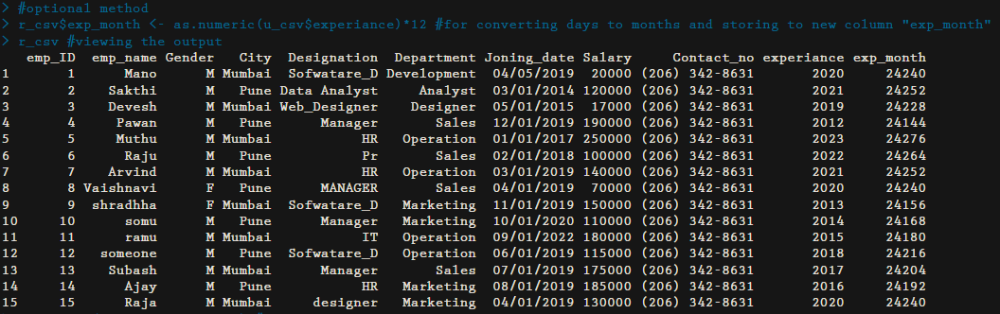 > #optional method
> r_csv$exp_month <- as.numeric(u_csv$experiance)*12 #for converting days to months and storing to new column "exp_month"
> r_csv #viewing the output
emp_ID emp_name Gender City Designation Department Joning_date Salary Contact_no experiance exp_month
1 1 Mano M Mumbai Sofwatare_D Development 04/05/2019 20000 (206) 342-8631 2020 24240
2 2 Sakthi M Pune Data Analyst Analyst 03/01/2014 120000 (206) 342-8631 2021 24252
3 3 Devesh M Mumbai Web_Designer Designer 05/01/2015 17000 (206) 342-8631 2019 24228
4 4 Pawan M Pune Manager Sales 12/01/2019 190000 (206) 342-8631 2012 24144
5 5 Muthu M Mumbai HR Operation 01/01/2017 250000 (206) 342-8631 2023 24276
6 6 Raju M Pune Pr Sales 02/01/2018 100000 (206) 342-8631 2022 24264
7 7 Arvind M Mumbai HR Operation 03/01/2019 140000 (206) 342-8631 2021 24252
8 8 Vaishnavi F Pune MANAGER Sales 04/01/2019 70000 (206) 342-8631 2020 24240
9 9 shradhha F Mumbai Sofwatare_D Marketing 11/01/2019 150000 (206) 342-8631 2013 24156
10 10 somu M Pune Manager Marketing 10/01/2020 110000 (206) 342-8631 2014 24168
11 11 ramu M Mumbai IT Operation 09/01/2022 180000 (206) 342-8631 2015 24180
12 12 someone M Pune Sofwatare_D Operation 06/01/2019 115000 (206) 342-8631 2018 24216
13 13 Subash M Mumbai Manager Sales 07/01/2019 175000 (206) 342-8631 2017 24204
14 14 Ajay M Pune HR Marketing 08/01/2019 185000 (206) 342-8631 2016 24192
15 15 Raja M Mumbai designer Marketing 04/01/2019 130000 (206) 342-8631 2020 24240